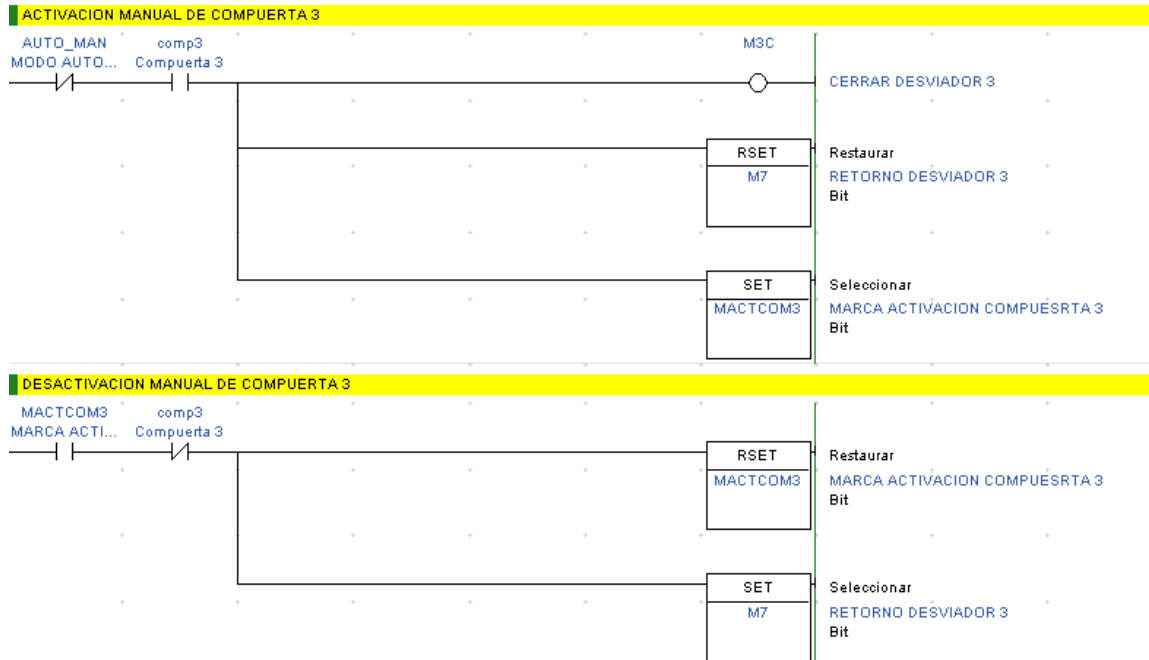 ACTIVACION MANUAL DE COMPUERTA 3
AUTO_MAN comp3 M3C
MODO AUTO... Compuerta 3
CERRAR DESVIADOR 3
RSET Restaurar
M7 RETORNO DESVIADOR 3
Bit
SET Seleccionar
MACTCOM3 MARCA ACTIVACION COMPUESRTA 3
Bit
DESACTIVACION MANUAL DE COMPUERTA 3
MACTCOM3 comp3
MARCA ACTI... Compuerta 3
RSET Restaurar
MACTCOM3 MARCA ACTIVACION COMPUESRTA 3
Bit
SET Seleccionar
M7 RETORNO DESVIADOR 3
Bit